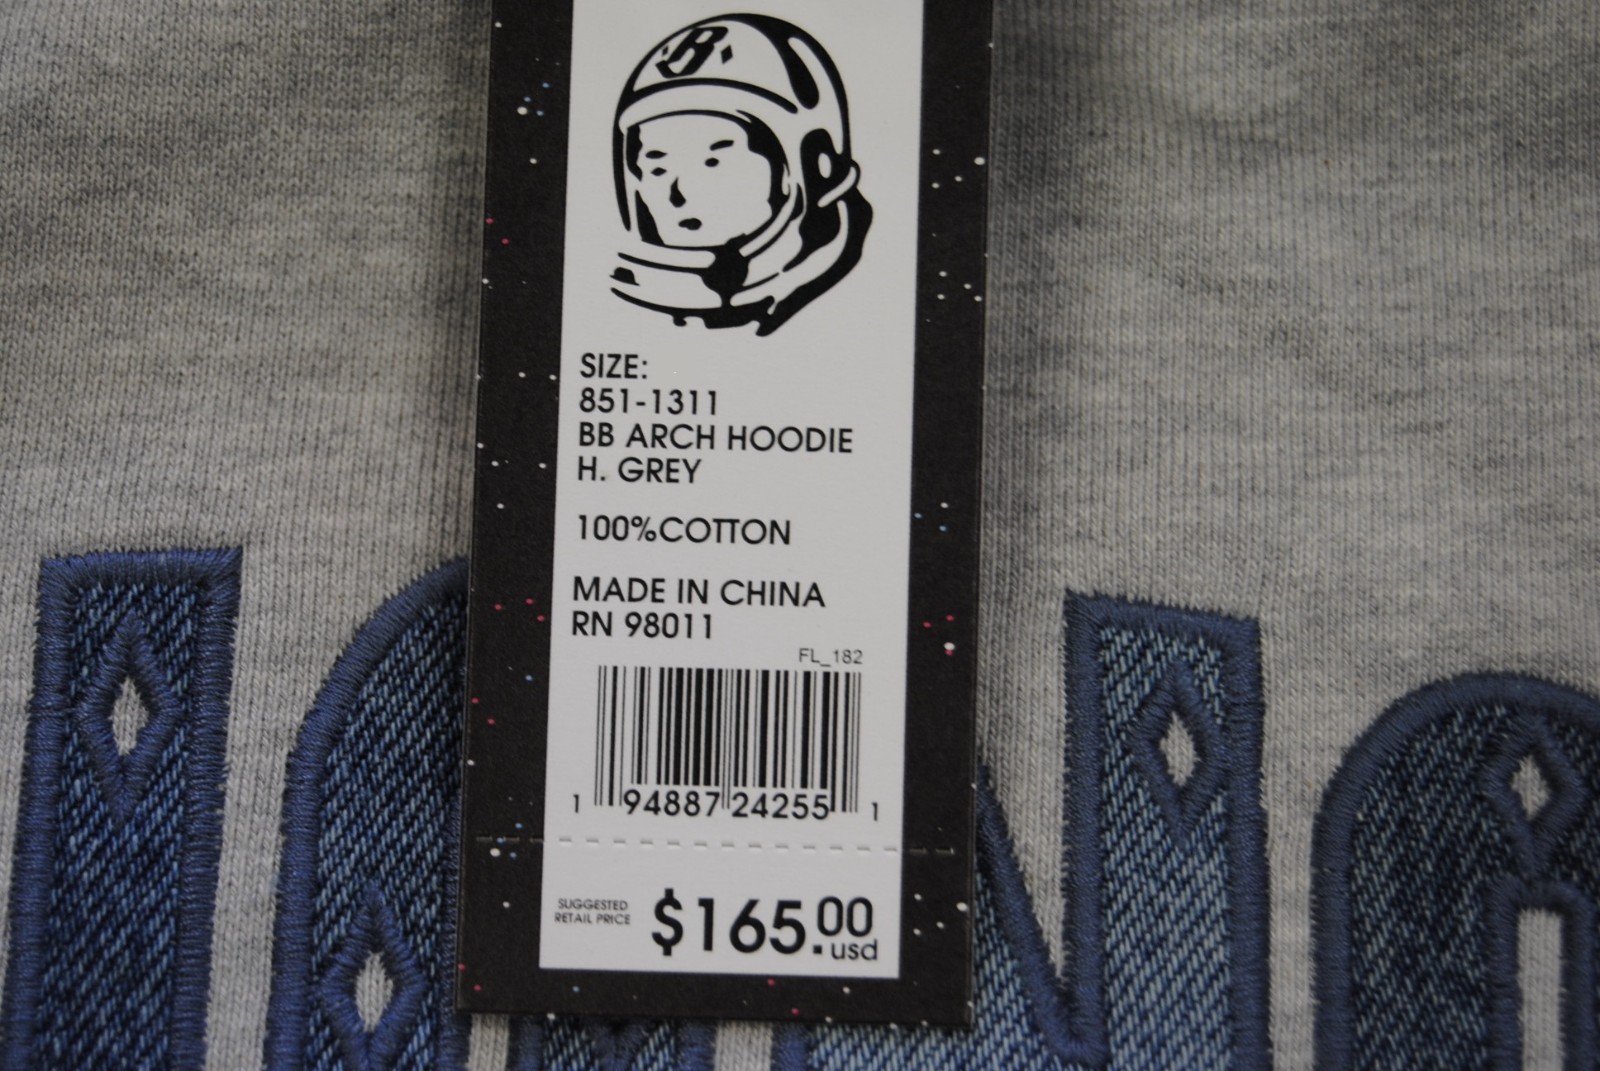 B
SIZE:
851-1311
BB ARCH HOODIE
H. GREY
100%COTTON
MADE IN CHINA
RN 98011
FL_182
1 94887 24255 1
SUGGESTED
RETAIL PRICE
$165.00
usd